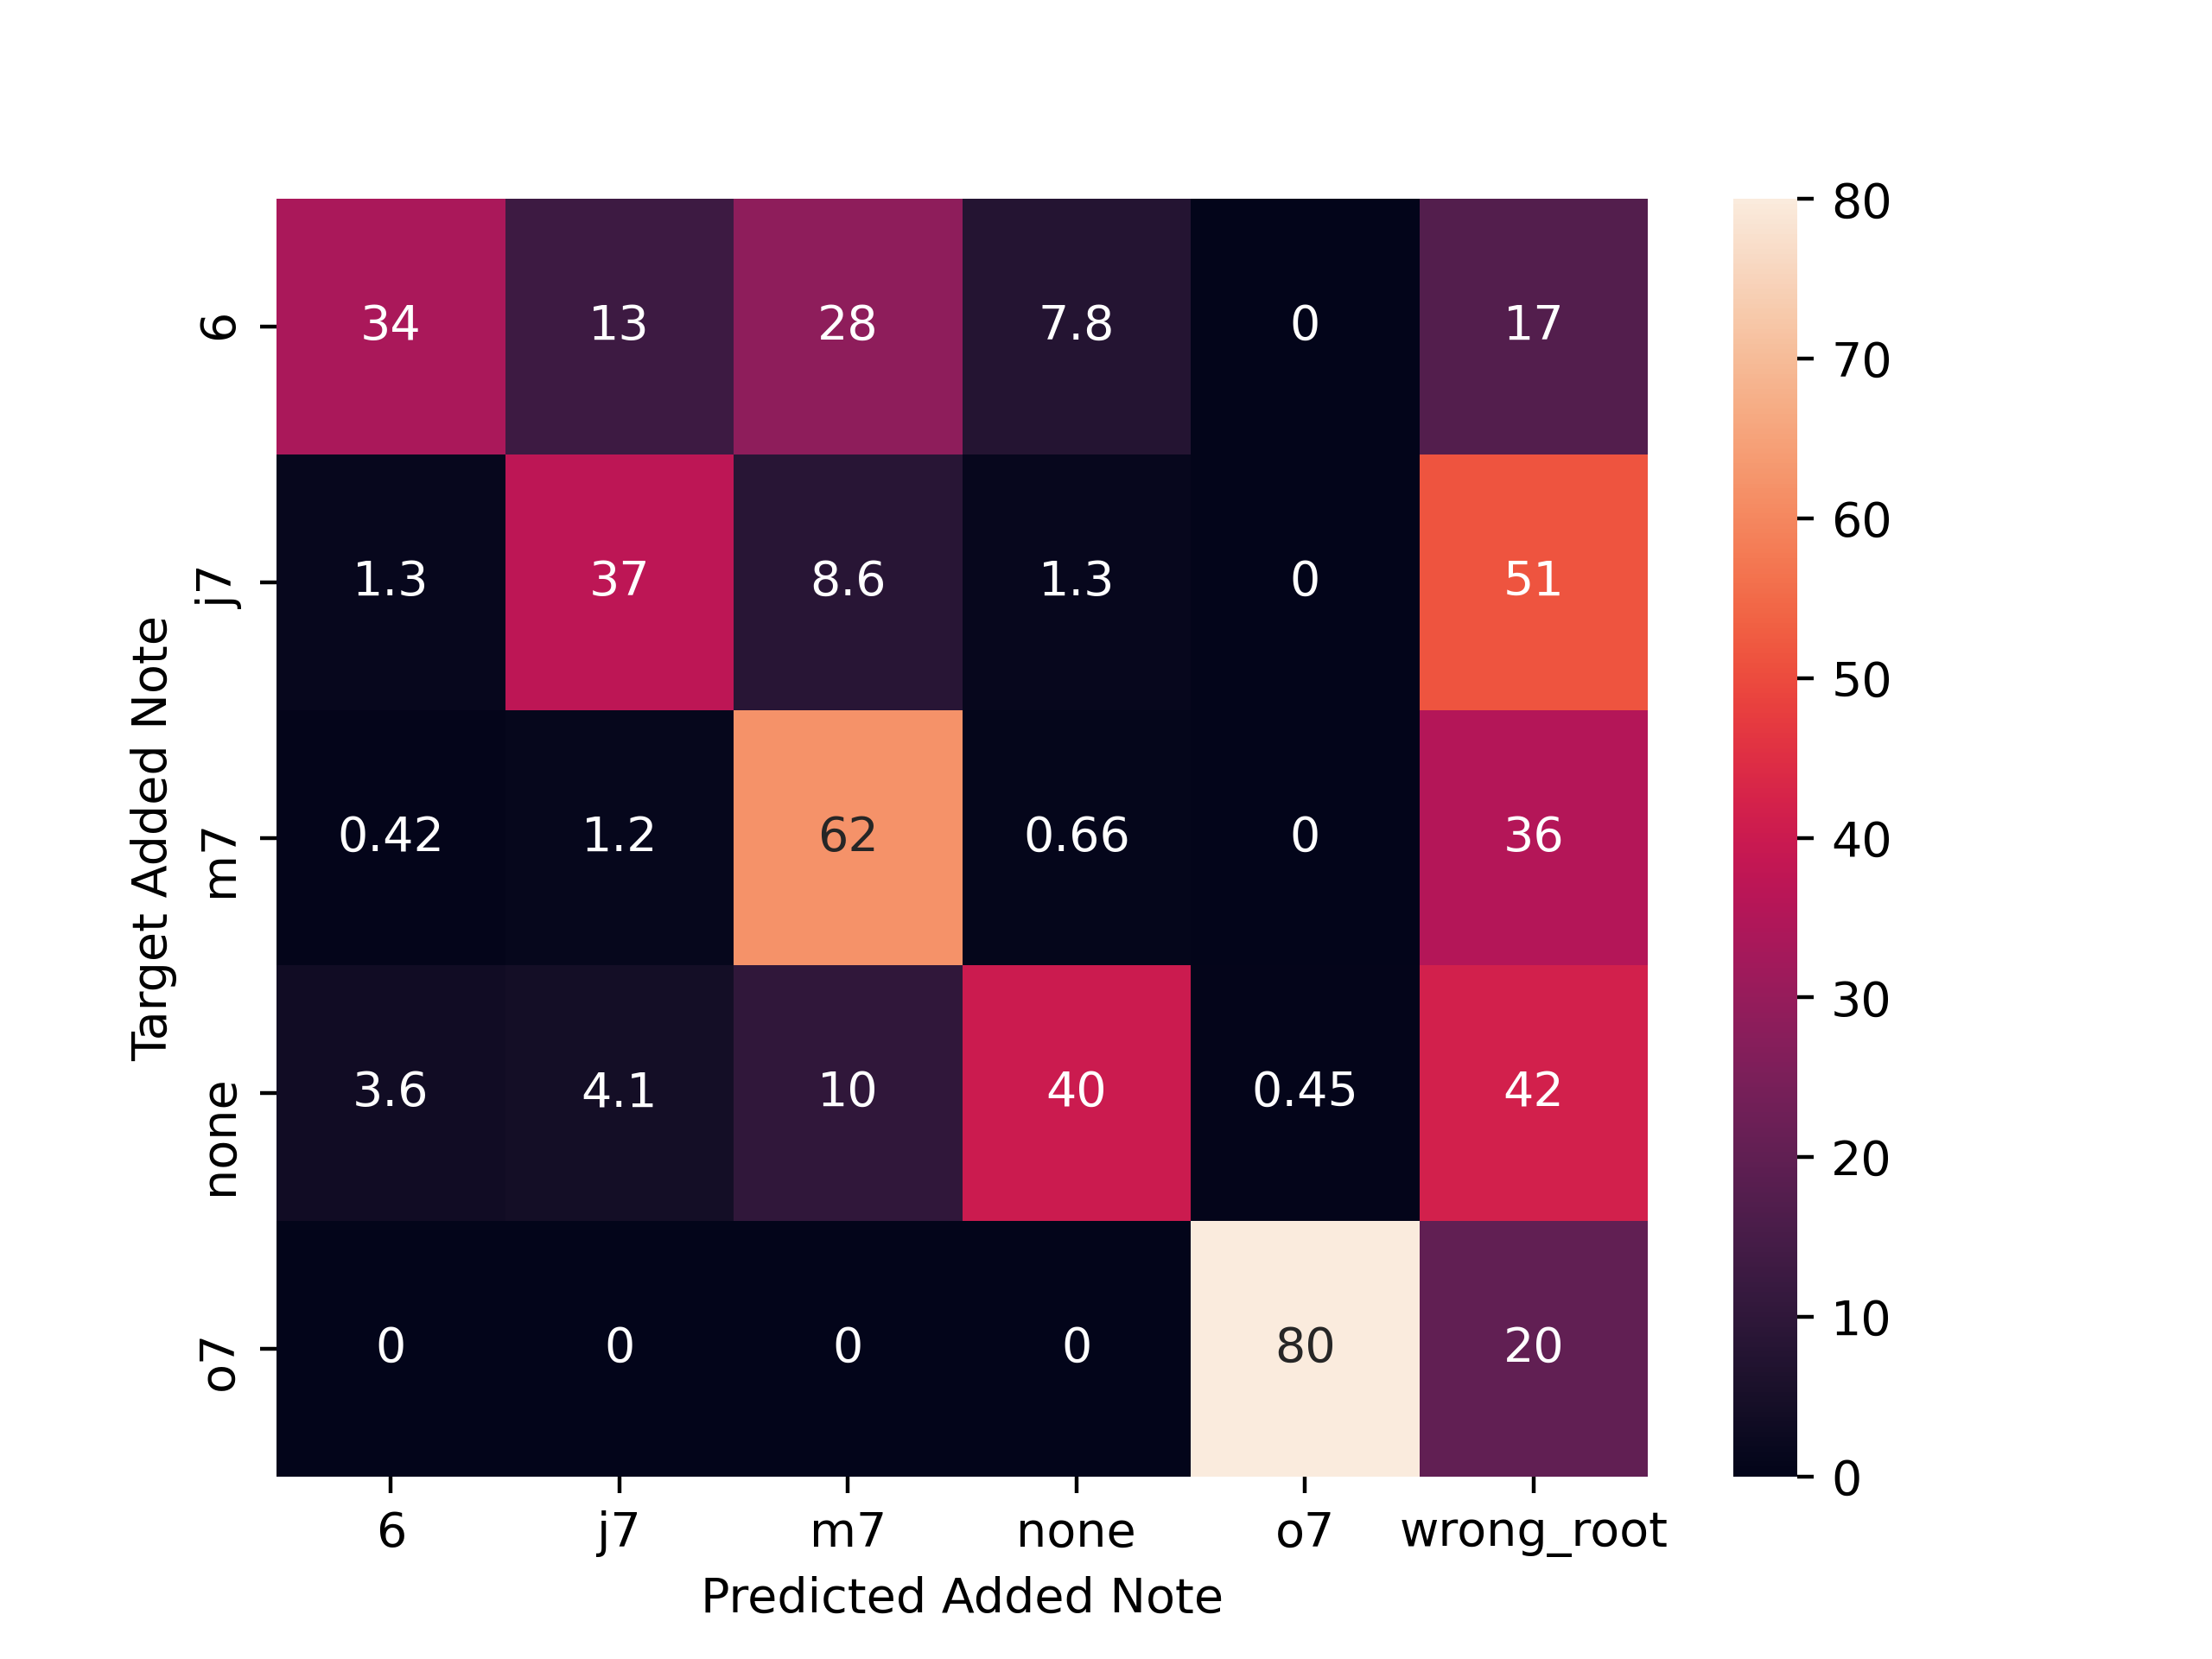 6 34 13 28 7.8 0 17
j7 1.3 37 8.6 1.3 0 51
m7 0.42 1.2 62 0.66 0 36
none 3.6 4.1 10 40 0.45 42
o7 0 0 0 0 80 20
6 j7 m7 none o7 wrong_root
Predicted Added Note
Target Added Note
80
70
60
50
40
30
20
10
0